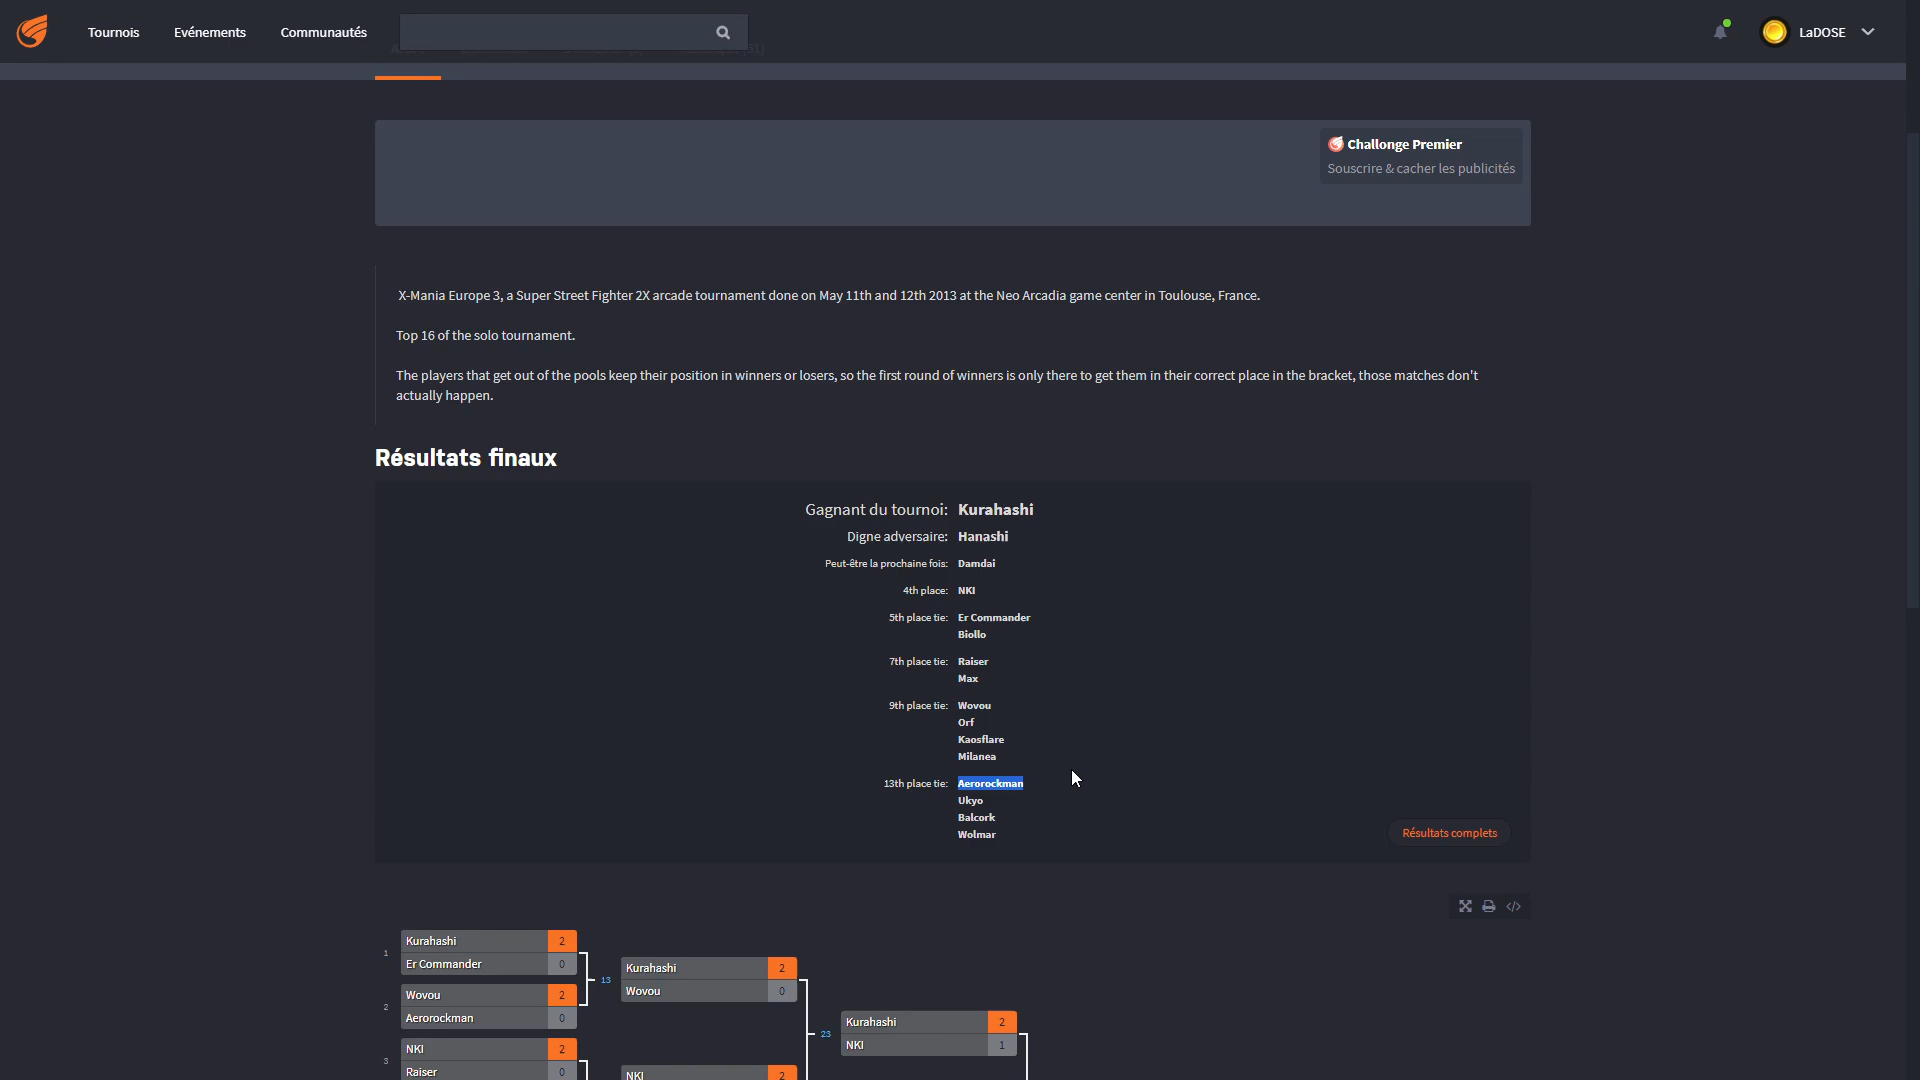 Tournois
Evénements
Communautés
LaDOSE
Challonge Premier
Souscrire & cacher les publicités
X-Mania Europe 3, a Super Street Fighter 2X arcade tournament done on May 11th and 12th 2013 at the Neo Arcadia game center in Toulouse, France.
Top 16 of the solo tournament.
The players that get out of the pools keep their position in winners or losers, so the first round of winners is only there to get them in their correct place in the bracket, those matches don't
actually happen.
Résultats finaux
Gagnant du tournoi: Kurahashi
Digne adversaire: Hanashi
Peut-être la prochaine fois: Damdai
4th place: NKI
5th place tie: Er Commander
Biollo
7th place tie: Raiser
Max
9th place tie: Wovou
Orf
Kaosflare
Milanea
13th place tie: Aerorockman
Ukyo
Balcork
Wolmar
Résultats complets
1
Kurahashi 2
Er Commander 0
2
Wovou 2
Aerorockman 0
3
NKI 2
Raiser 0
13
Kurahashi 2
Wovou 0
NKI 2
23
Kurahashi 2
NKI 1